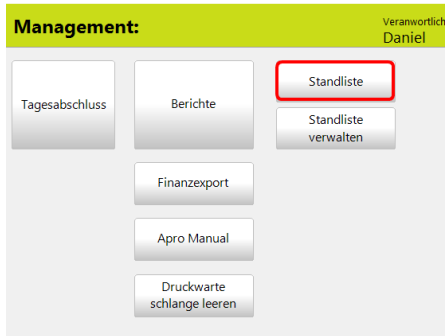 Management:
Veranwortlich
Daniel
Tagesabschluss
Berichte
Standliste
Standliste
verwalten
Finanzexport
Apro Manual
Druckwarte
schlange leeren